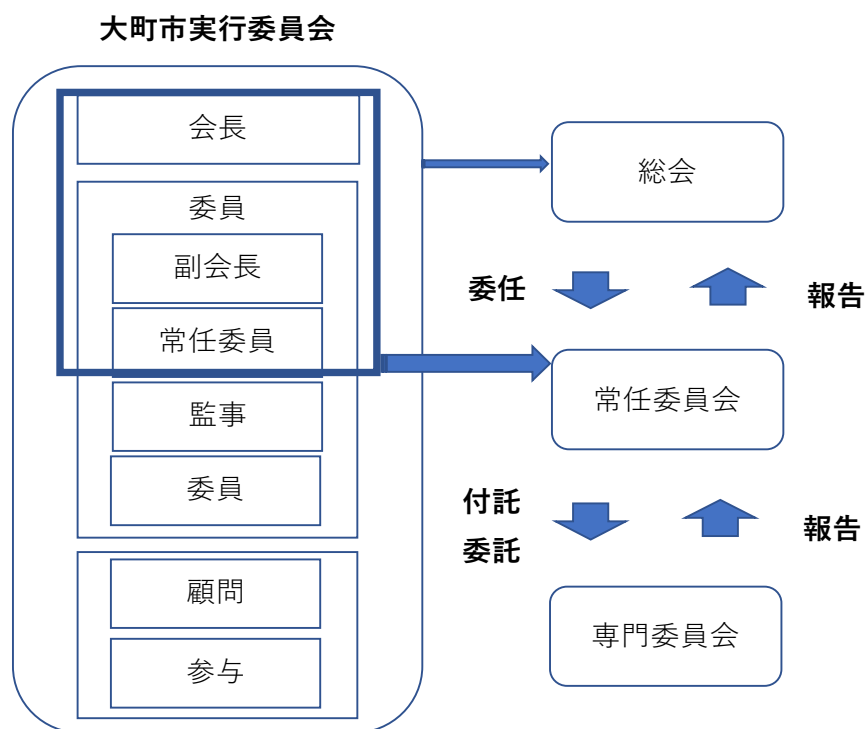 大町市実行委員会
会長
委員
副会長
常任委員
監事
委員
顧問
参与
総会
委任
報告
常任委員会
付託
委託
報告
専門委員会